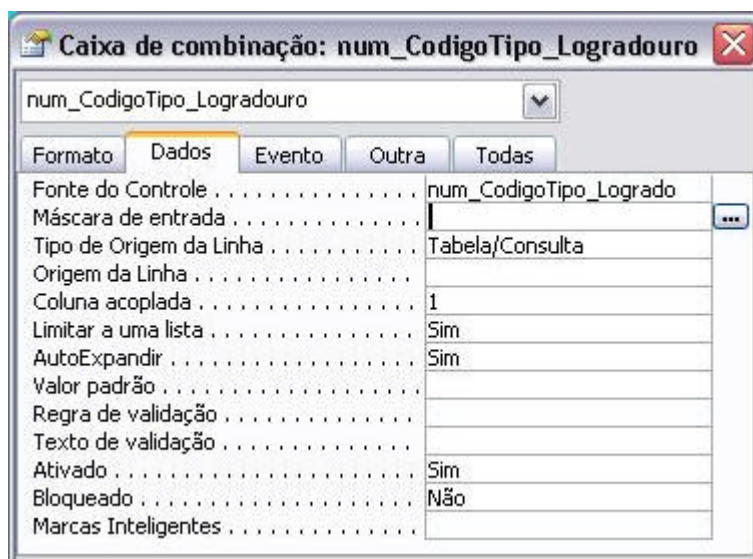 Caixa de combinação: num_CodigoTipo_Logradouro
num_CodigoTipo_Logradouro
Formato Dados Evento Outra Todas
Fonte do Controle . . . . . . . . . . . . . . . . num_CodigoTipo_Logrado
Máscara de entrada . . . . . . . . . . . . . . . ...
Tipo de Origem da Linha . . . . . . . . . . . . Tabela/Consulta
Origem da Linha . . . . . . . . . . . . . . . . .
Coluna acoplada . . . . . . . . . . . . . . . . . 1
Limitar a uma lista . . . . . . . . . . . . . . . . Sim
AutoExpandir . . . . . . . . . . . . . . . . . . . Sim
Valor padrão . . . . . . . . . . . . . . . . . . . .
Regra de validação . . . . . . . . . . . . . . .
Texto de validação . . . . . . . . . . . . . . .
Ativado . . . . . . . . . . . . . . . . . . . . . . . Sim
Bloqueado . . . . . . . . . . . . . . . . . . . . . Não
Marcas Inteligentes . . . . . . . . . . . . . . .